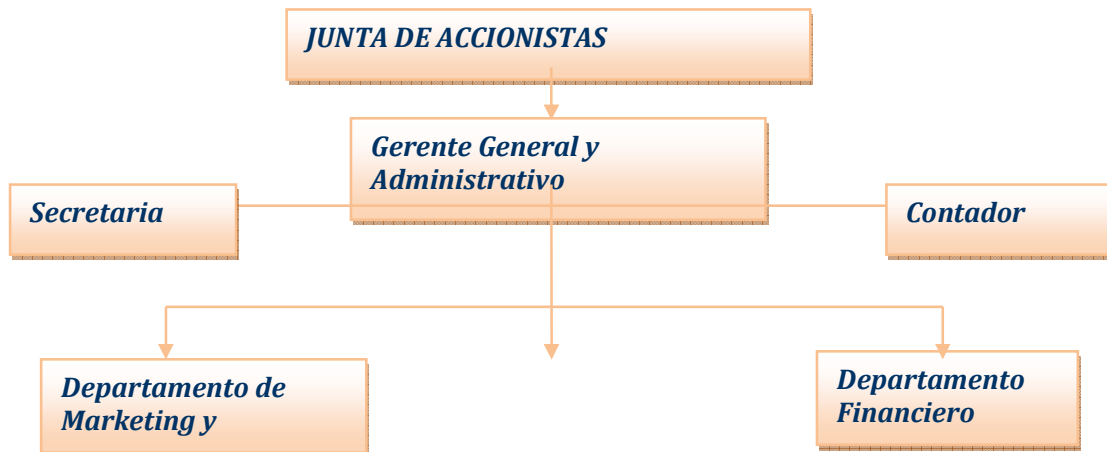 JUNTA DE ACCIONISTAS
Gerente General y
Administrativo
Secretaria
Contador
Departamento de
Marketing y
Departamento
Financiero